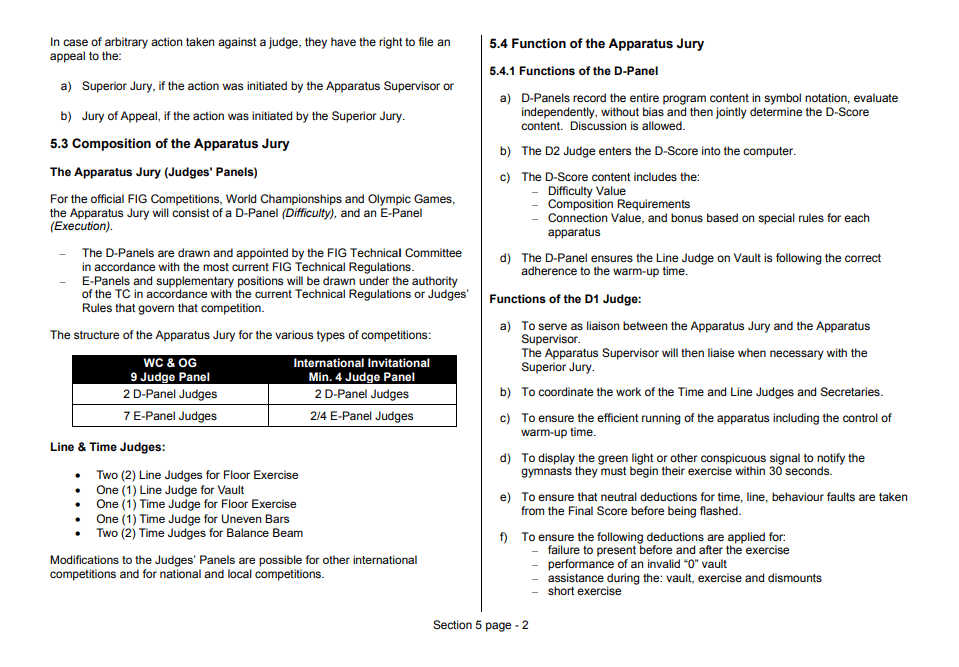 In case of arbitrary action taken against a judge, they have the right to file an
appeal to the:
a) Superior Jury, if the action was initiated by the Apparatus Supervisor or
b) Jury of Appeal, if the action was initiated by the Superior Jury.
5.3 Composition of the Apparatus Jury
The Apparatus Jury (Judges' Panels)
For the official FIG Competitions, World Championships and Olympic Games,
the Apparatus Jury will consist of a D-Panel (Difficulty), and an E-Panel
(Execution).
– The D-Panels are drawn and appointed by the FIG Technical Committee
in accordance with the most current FIG Technical Regulations.
– E-Panels and supplementary positions will be drawn under the authority
of the TC in accordance with the current Technical Regulations or Judges'
Rules that govern that competition.
The structure of the Apparatus Jury for the various types of competitions:
WC & OG International Invitational
9 Judge Panel Min. 4 Judge Panel
2 D-Panel Judges 2 D-Panel Judges
7 E-Panel Judges 2/4 E-Panel Judges
Line & Time Judges:
• Two (2) Line Judges for Floor Exercise
• One (1) Line Judge for Vault
• One (1) Time Judge for Floor Exercise
• One (1) Time Judge for Uneven Bars
• Two (2) Time Judges for Balance Beam
Modifications to the Judges' Panels are possible for other international
competitions and for national and local competitions.
5.4 Function of the Apparatus Jury
5.4.1 Functions of the D-Panel
a) D-Panels record the entire program content in symbol notation, evaluate
independently, without bias and then jointly determine the D-Score
content. Discussion is allowed.
b) The D2 Judge enters the D-Score into the computer.
c) The D-Score content includes the:
– Difficulty Value
– Composition Requirements
– Connection Value, and bonus based on special rules for each
apparatus
d) The D-Panel ensures the Line Judge on Vault is following the correct
adherence to the warm-up time.
Functions of the D1 Judge:
a) To serve as liaison between the Apparatus Jury and the Apparatus
Supervisor.
The Apparatus Supervisor will then liaise when necessary with the
Superior Jury.
b) To coordinate the work of the Time and Line Judges and Secretaries.
c) To ensure the efficient running of the apparatus including the control of
warm-up time.
d) To display the green light or other conspicuous signal to notify the
gymnasts they must begin their exercise within 30 seconds.
e) To ensure that neutral deductions for time, line, behaviour faults are taken
from the Final Score before being flashed.
f) To ensure the following deductions are applied for:
– failure to present before and after the exercise
– performance of an invalid "0" vault
– assistance during the: vault, exercise and dismounts
– short exercise
Section 5 page - 2